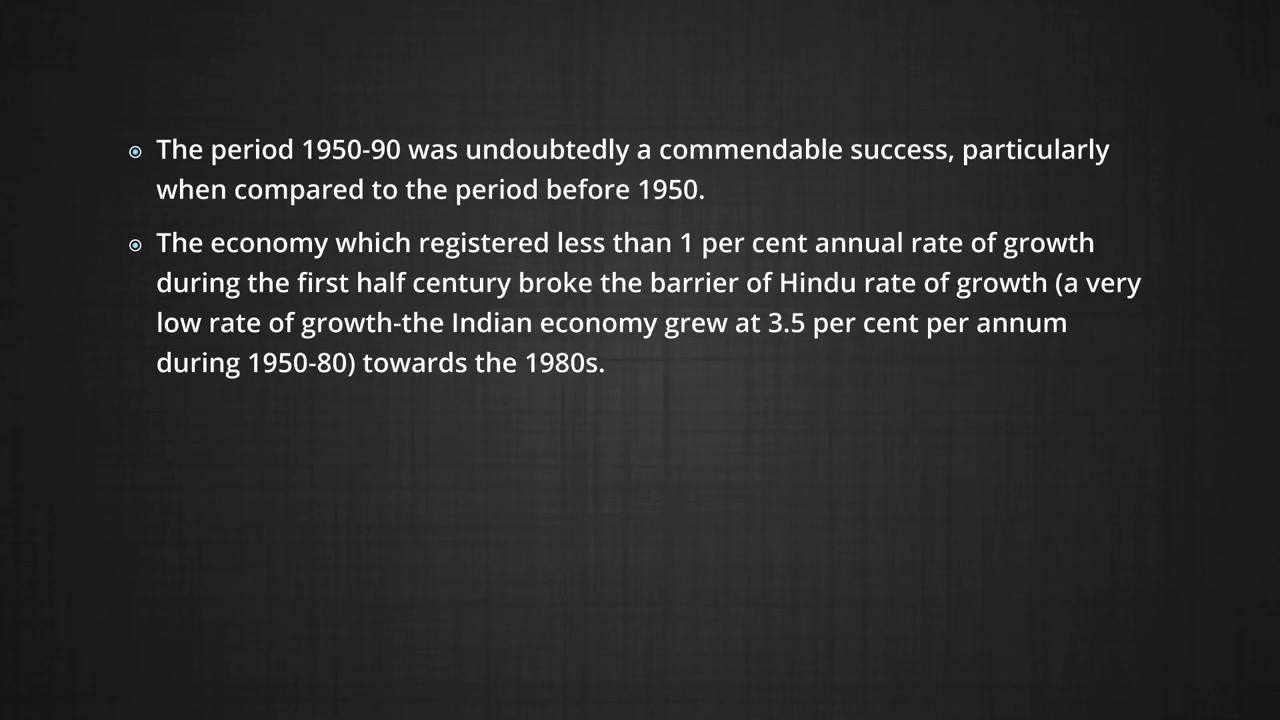 The period 1950-90 was undoubtedly a commendable success, particularly
when compared to the period before 1950.
The economy which registered less than 1 per cent annual rate of growth
during the first half century broke the barrier of Hindu rate of growth (a very
low rate of growth-the Indian economy grew at 3.5 per cent per annum
during 1950-80) towards the 1980s.